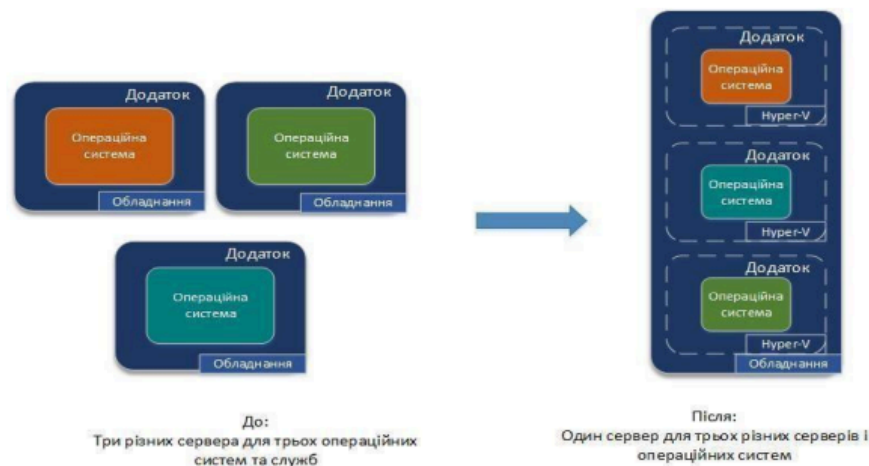 Додаток
Операційна
система
Обладнання
Додаток
Операційна
система
Обладнання
Додаток
Операційна
система
Обладнання
До:
Три різних сервера для трьох операційних
систем та служб
Додаток
Операційна
система
Hyper-V
Додаток
Операційна
система
Hyper-V
Додаток
Операційна
система
Hyper-V
Обладнання
Після:
Один сервер для трьох різних серверів і
операційних систем